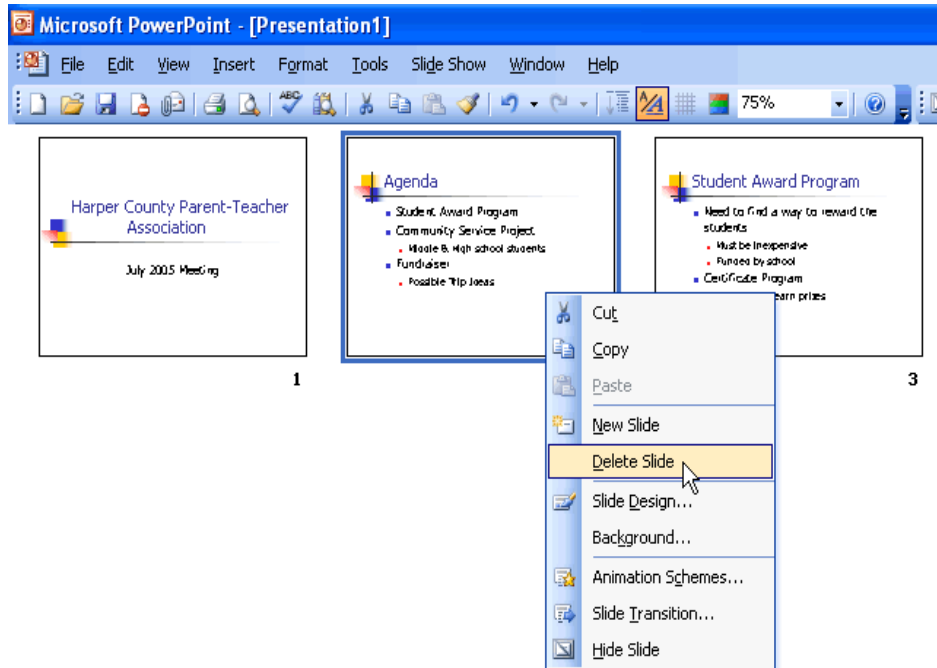 Microsoft PowerPoint - [Presentation1]
File Edit View Insert Format Tools Slide Show Window Help
ABC 75%
Harper County Parent-Teacher
Association
July 2005 Meeting
1
Agenda
Student Award Program
Community Service Project
Middle & High school students
Fundraiser
Possible Trip Ideas
Student Award Program
Need to find a way to reward the
students
Must be inexpensive
Funded by school
Certificate Program
earn prizes
3
Cut
Copy
Paste
New Slide
Delete Slide
Slide Design...
Background...
Animation Schemes...
Slide Transition...
Hide Slide